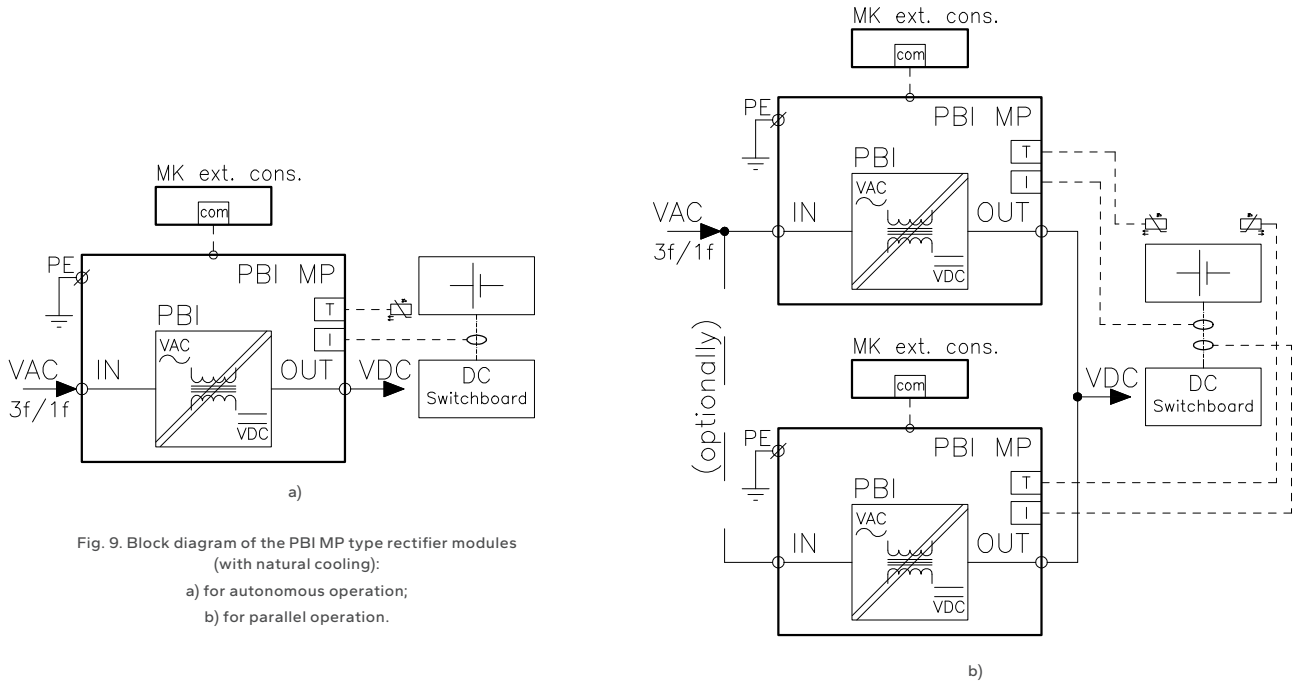 MK ext. cons.
com
PE
PBI MP
T
PBI
I
VAC
VAC
IN
OUT
VDC
3f/1f
VDC
DC
Switchboard
a)
Fig. 9. Block diagram of the PBI MP type rectifier modules
(with natural cooling):
a) for autonomous operation;
b) for parallel operation.
MK ext. cons.
com
PE
PBI MP
T
PBI
I
VAC
VAC
IN
OUT
3f/1f
VDC
(optionally)
MK ext. cons.
com
VDC
DC
Switchboard
PE
PBI MP
T
PBI
I
VAC
IN
OUT
VDC
b)